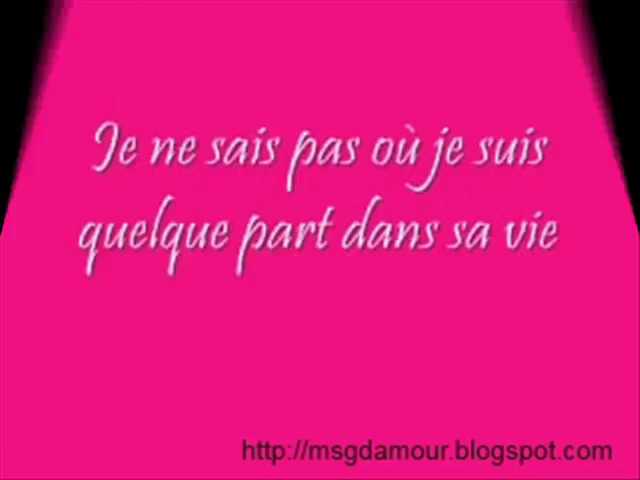 Je ne sais pas où je suis
quelque part dans sa vie
http://msgdamour.blogspot.com